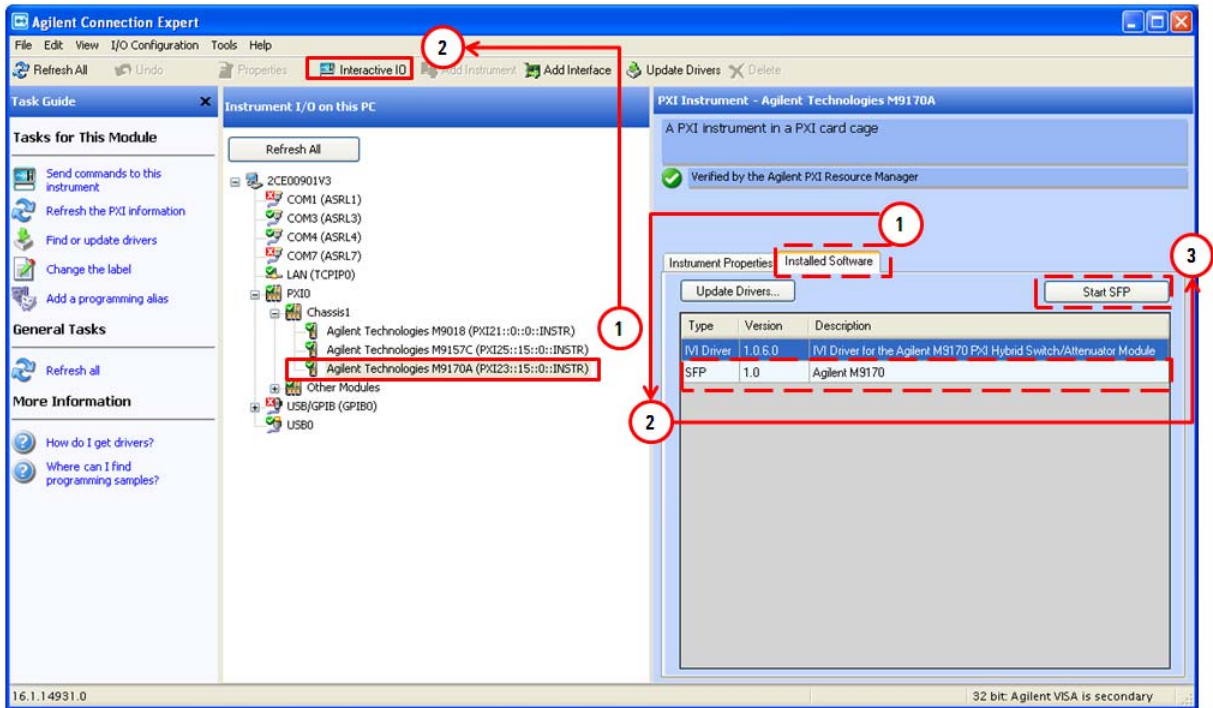 Agilent Connection Expert
File Edit View I/O Configuration Tools Help
Refresh All Undo Properties Interactive IO Add Instrument Add Interface Update Drivers Delete
2
Task Guide
Tasks for This Module
Send commands to this
instrument
Refresh the PXI information
Find or update drivers
Change the label
Add a programming alias
General Tasks
Refresh all
More Information
How do I get drivers?
Where can I find
programming samples?
Instrument I/O on this PC
Refresh All
2CE00901V3
COM1 (ASRL1)
COM3 (ASRL3)
COM4 (ASRL4)
COM7 (ASRL7)
LAN (TCPIP0)
PXI0
Chassis1
Agilent Technologies M9018 (PXI21::0::0::INSTR)
Agilent Technologies M9157C (PXI25::15::0::INSTR)
Agilent Technologies M9170A (PXI23::15::0::INSTR)
Other Modules
USB/GPIB (GPIB0)
USB0
1
PXI Instrument - Agilent Technologies M9170A
A PXI instrument in a PXI card cage
Verified by the Agilent PXI Resource Manager
1
Instrument Properties Installed Software
3
Update Drivers... Start SFP
Type Version Description
IVI Driver 1.0.6.0 IVI Driver for the Agilent M9170 PXI Hybrid Switch/Attenuator Module
SFP 1.0 Agilent M9170
2
16.1.14931.0
32 bit: Agilent VISA is secondary